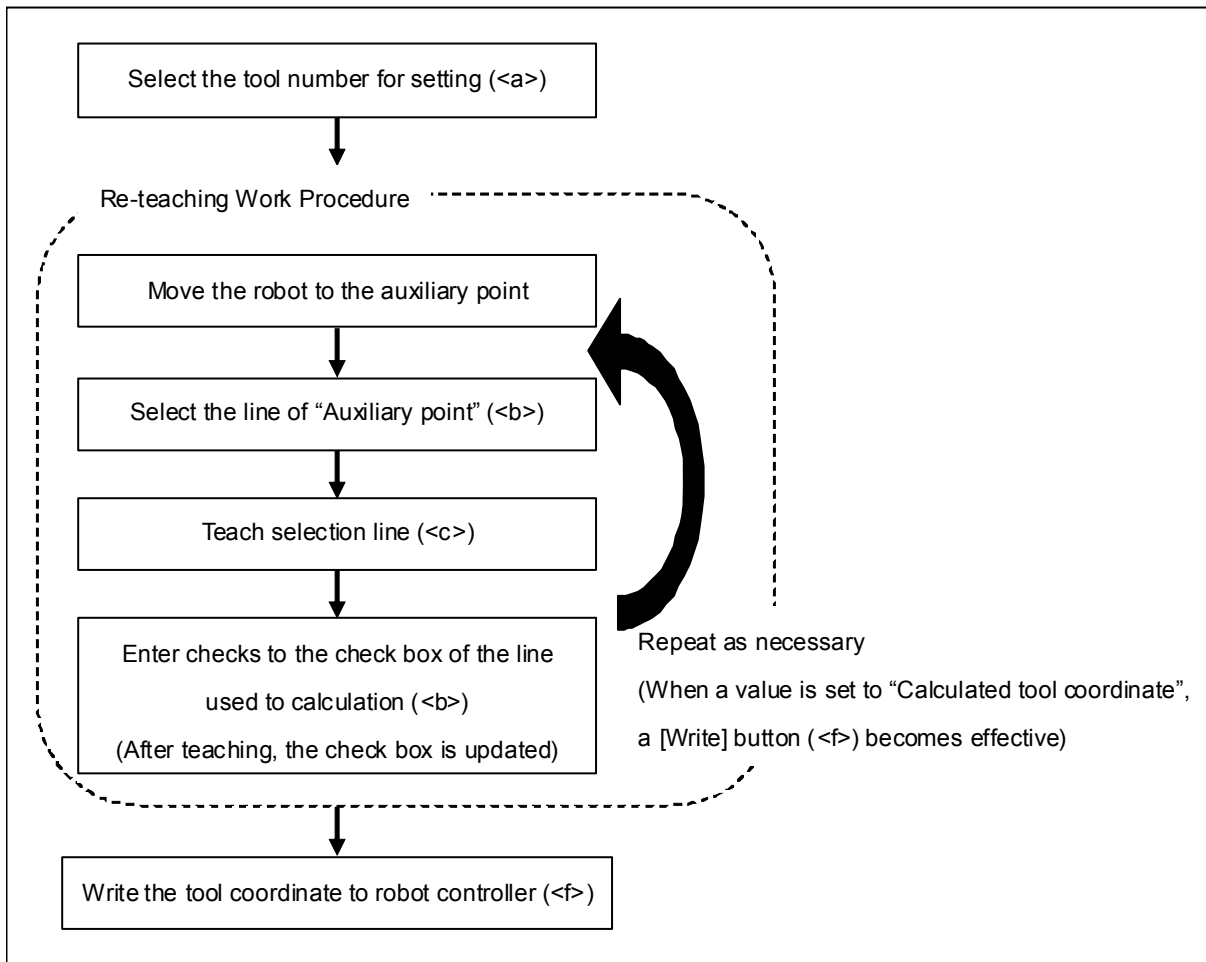 Select the tool number for setting (<a>)
Re-teaching Work Procedure
Move the robot to the auxiliary point
Select the line of “Auxiliary point” (<b>)
Teach selection line (<c>)
Enter checks to the check box of the line
used to calculation (<b>)
(After teaching, the check box is updated)
Repeat as necessary
(When a value is set to “Calculated tool coordinate”,
a [Write] button (<f>) becomes effective)
Write the tool coordinate to robot controller (<f>)